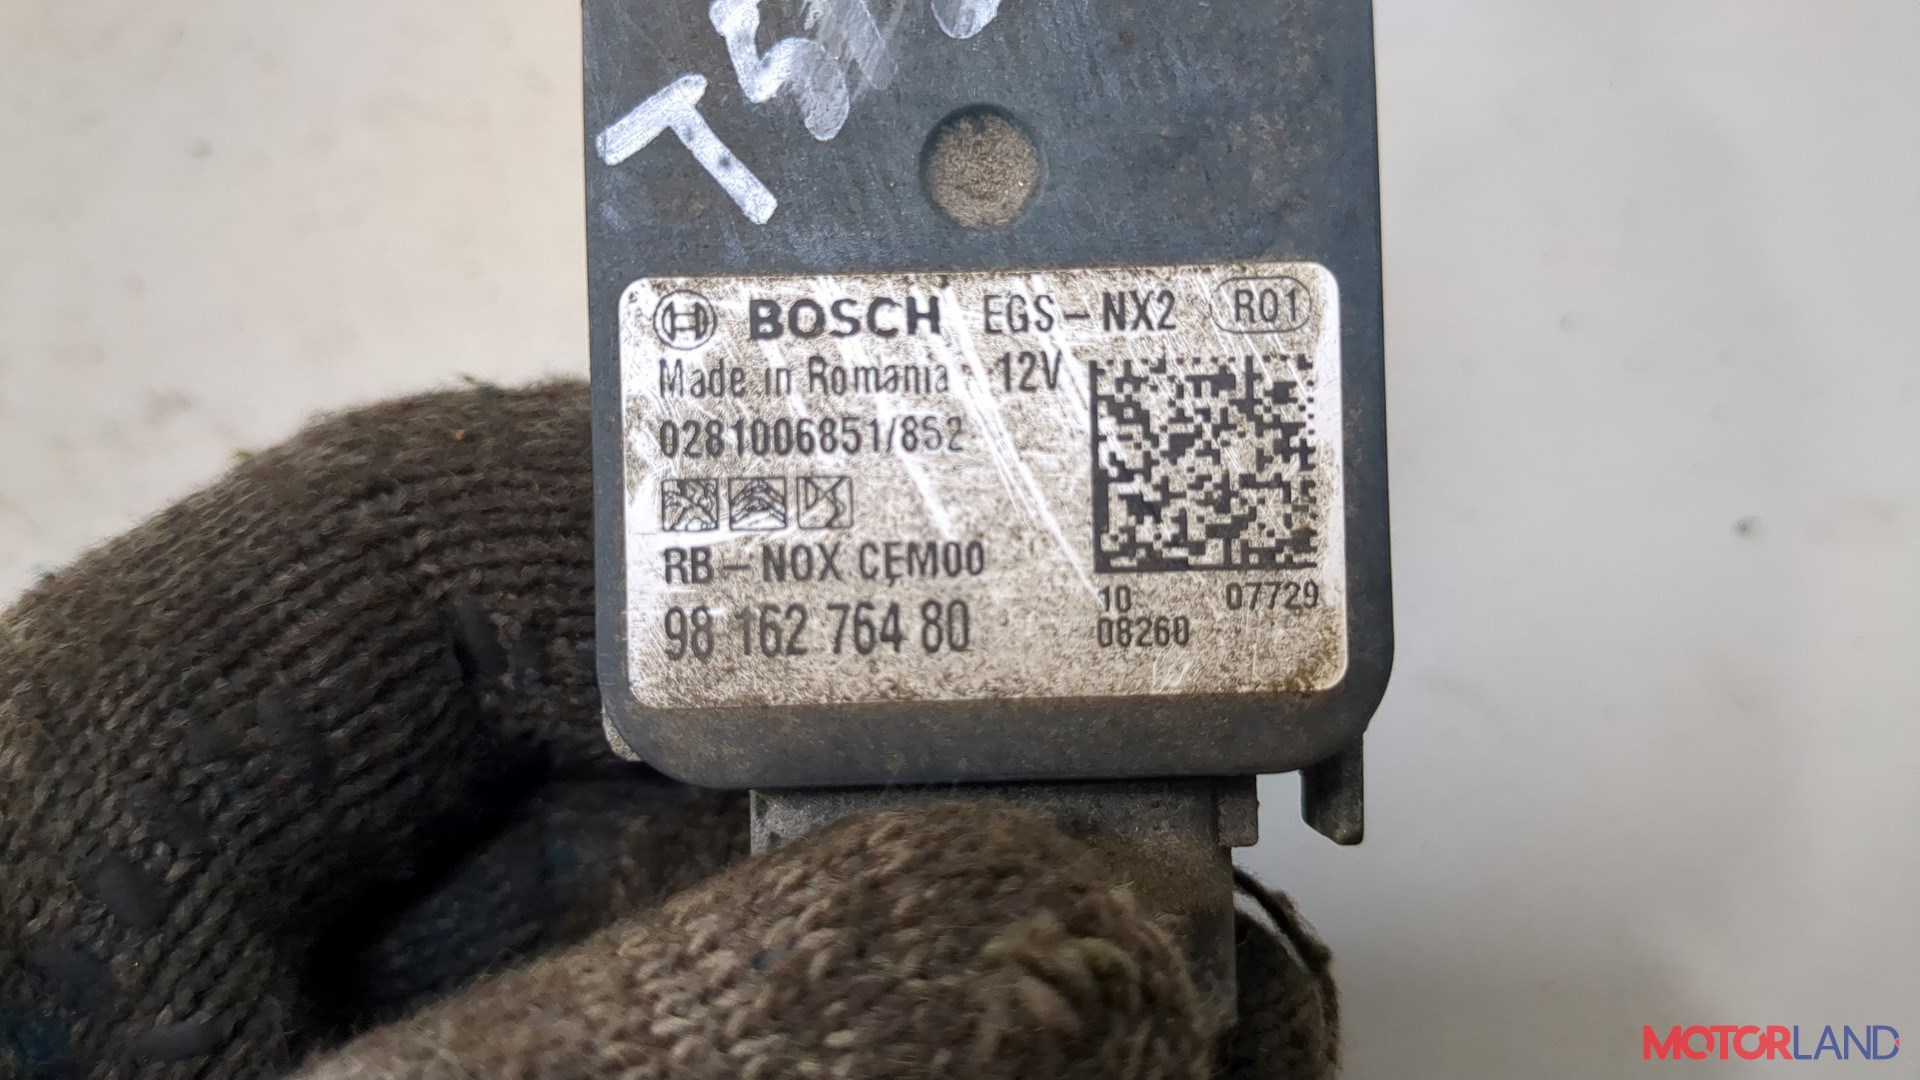 BOSCH EGS-NX2 R01
Made in Romania 12V
0281006851/852
RB-NOX CEM00
98 162 764 80
10 07729
08260
MOTORLAND